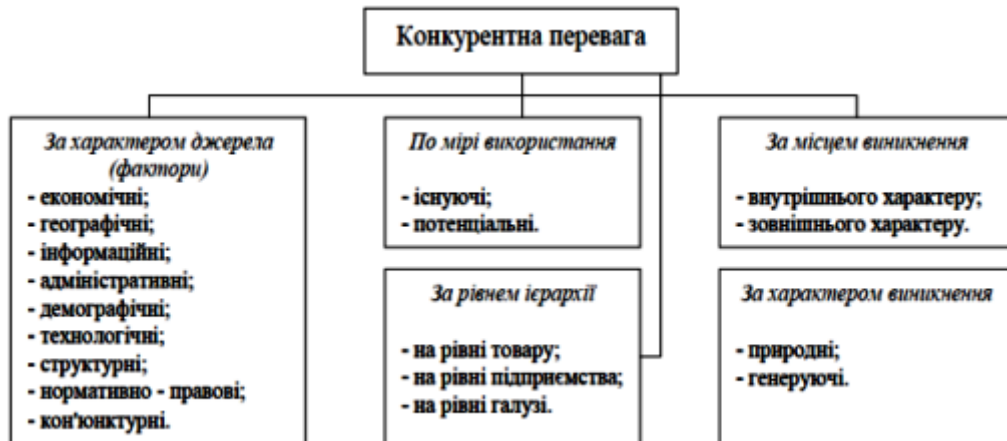 Конкурентна перевага
За характером джерела
(фактори)
- економічні;
- географічні;
- інформаційні;
- адміністративні;
- демографічні;
- технологічні;
- структурні;
- нормативно - правові;
- кон'юнктурні.
По мірі використання
- існуючі;
- потенціальні.
За місцем виникнення
- внутрішнього характеру;
- зовнішнього характеру.
За рівнем ієрархії
- на рівні товару;
- на рівні підприємства;
- на рівні галузі.
За характером виникнення
- природні;
- генеруючі.